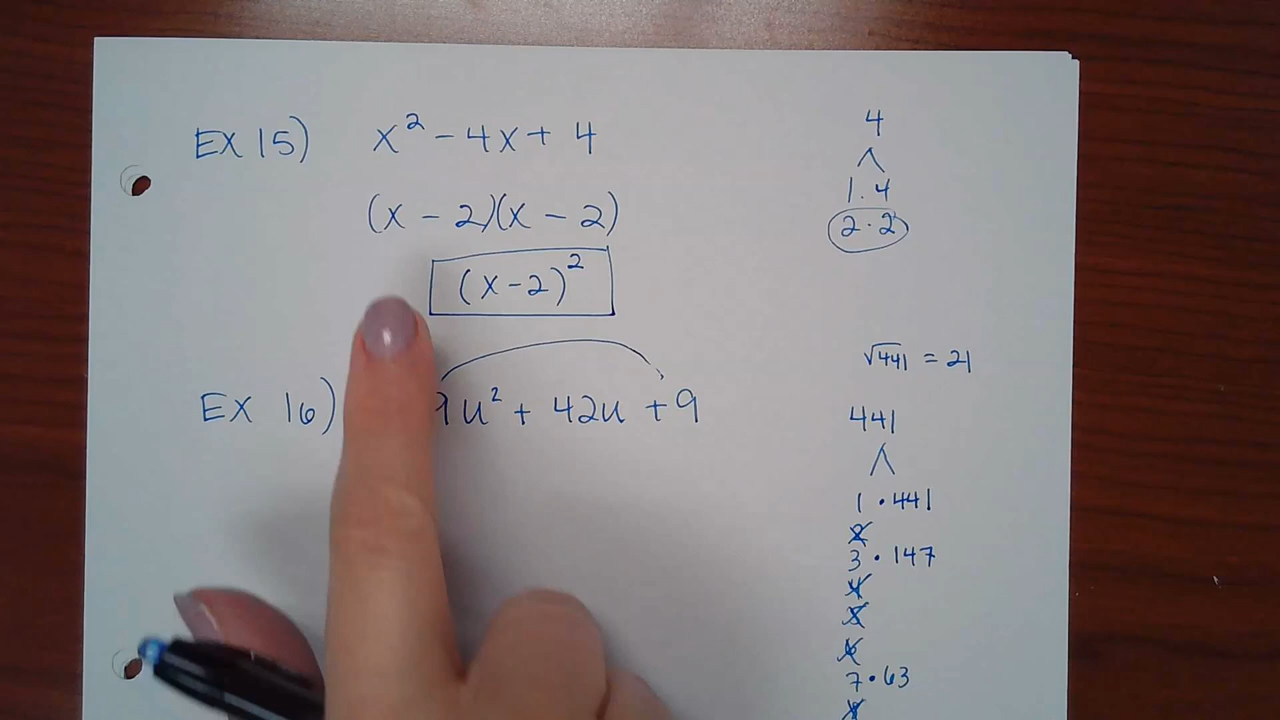 EX 15) x² - 4x + 4
(x - 2)(x - 2)
(x-2)²
EX 16) u² + 42u + 9
4
1 . 4
2 · 2
√441 = 21
441
1 · 441
2
3 · 147
4
5
6
7 · 63
8